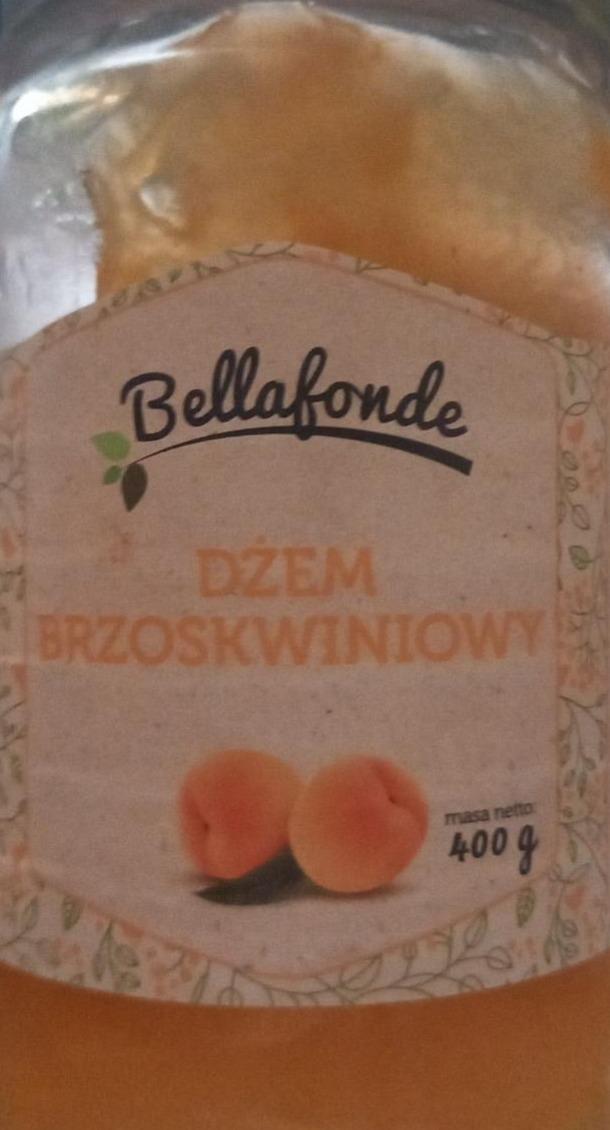 Bellafonde
DŻEM
BRZOSKWINIOWY
masa netto:
400 g